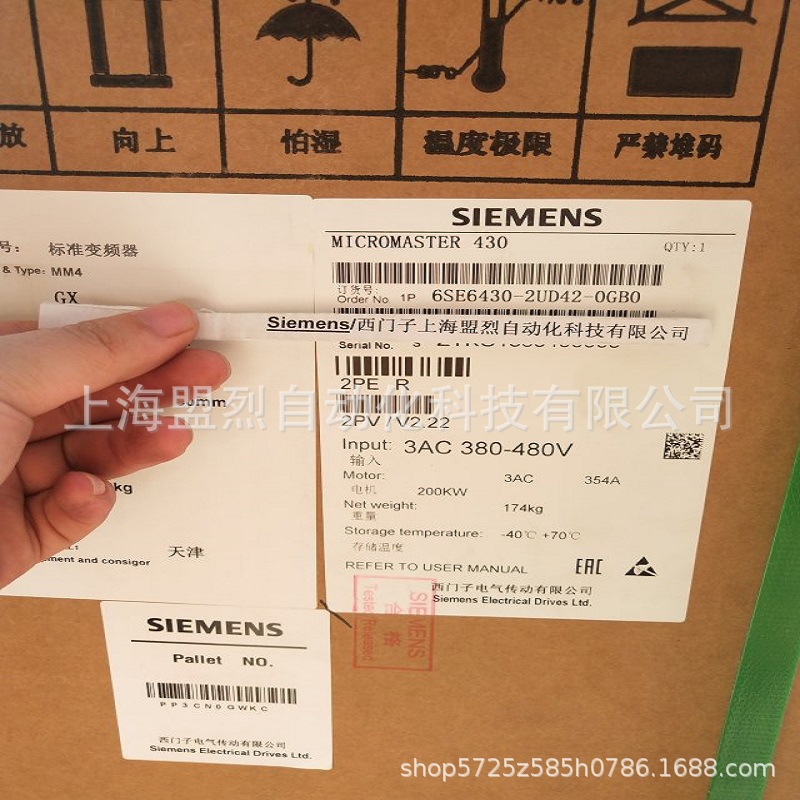 放
向上
怕湿
温度极限
严禁堆码
号: 标准变频器
& Type: MM4
GX
mm
kg
天津
ement and consigor
SIEMENS
MICROMASTER 430
QTY:1
订货号:
Order No 1P 6SE6430-2UD42-0GB0
Siemens/西门子上海盟烈自动化科技有限公司
Serial No. S
2PE R
2PV / V2.22
上海盟烈自动化科技有限公司
Input: 3AC 380-480V
输入
Motor: 3AC 354A
电机 200KW
Net weight: 174kg
重量
Storage temperature: -40℃ +70℃
存储温度
REFER TO USER MANUAL EAC
西门子电气传动有限公司
Siemens Electrical Drives Ltd.
SIEMENS
合格
Tested Released
SIEMENS
Pallet NO.
PP3CN0GWKC
西门子电气传动有限公司
Siemens Electrical Drives Ltd.
shop5725z585h0786.1688.com